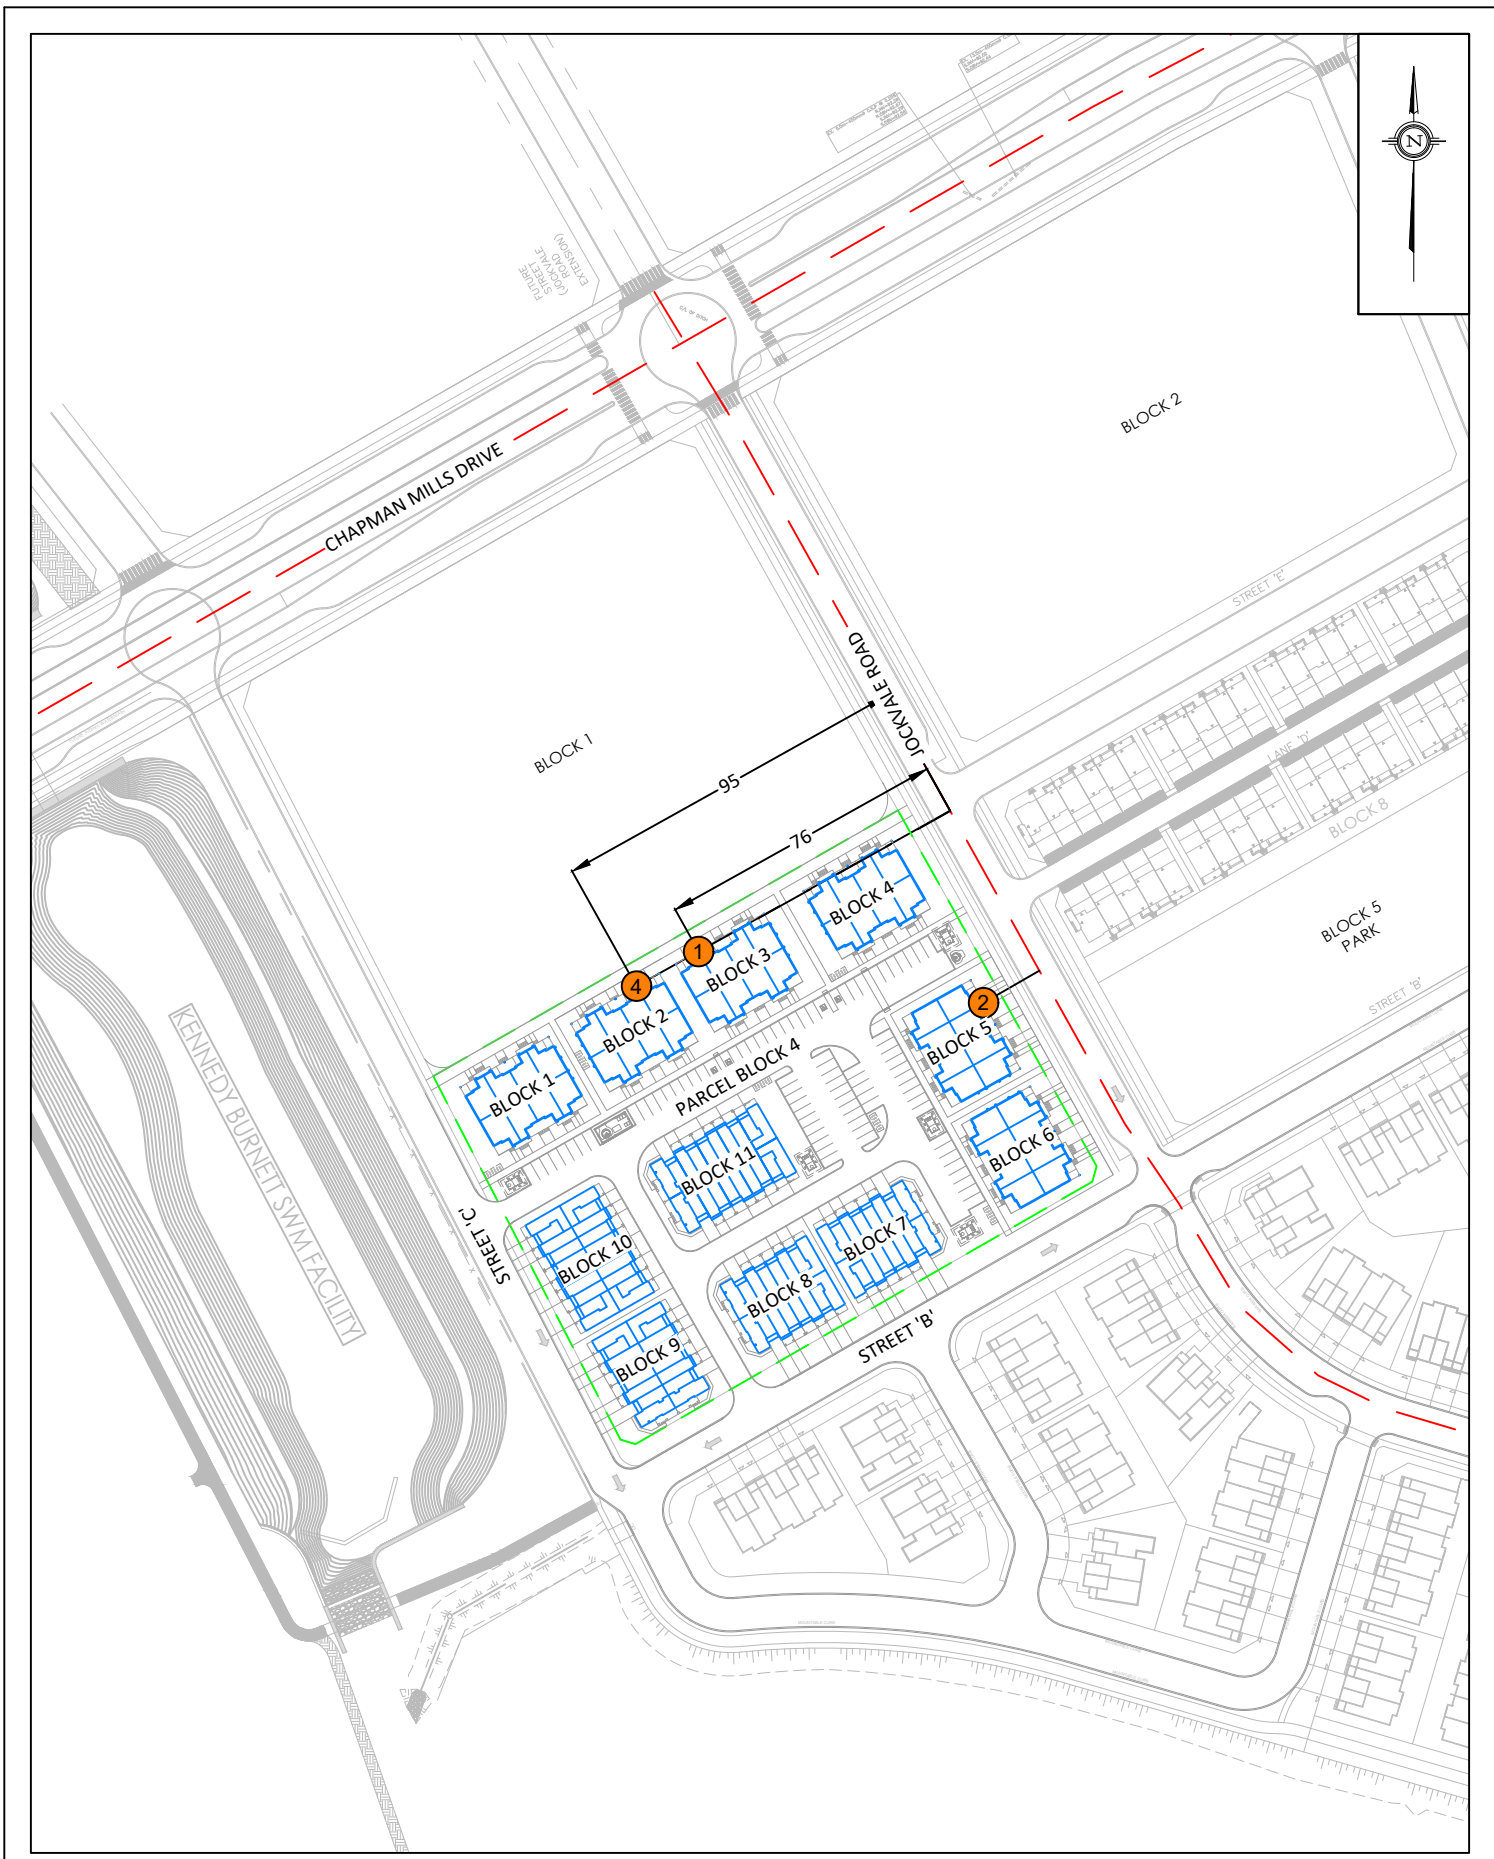 N
FUTURE
STREET
(JOCKVALE
ROAD
EXTENSION)
BLOCK 2
CHAPMAN MILLS DRIVE
STREET 'E'
JOCKVALE ROAD
BLOCK 1
LANE 'D'
95
BLOCK 8
76
BLOCK 4
BLOCK 5
PARK
1
BLOCK 3
4
BLOCK 2
2
STREET 'B'
BLOCK 5
PARCEL BLOCK 4
BLOCK 1
BLOCK 6
BLOCK 11
KENNEDY BURNETT SWM FACILITY
STREET 'C'
BLOCK 10
BLOCK 7
BLOCK 8
STREET 'B'
BLOCK 9